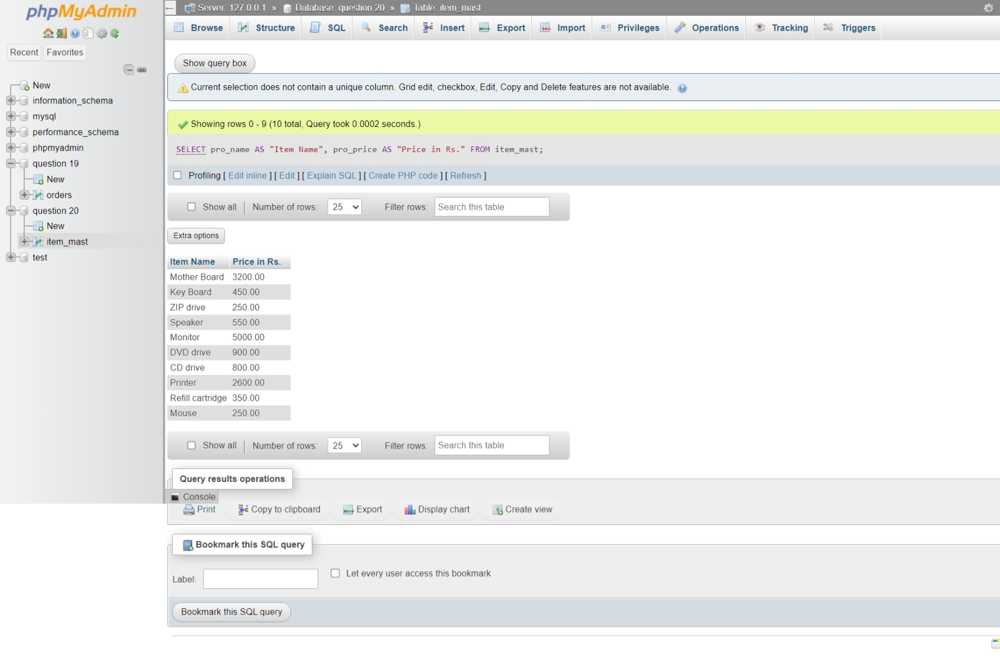 phpMyAdmin
Recent Favorites
New
information_schema
mysql
performance_schema
phpmyadmin
question 19
New
orders
question 20
New
item_mast
test
Server: 127.0.0.1 » Database: question 20 » Table: item_mast
Browse Structure SQL Search Insert Export Import Privileges Operations Tracking Triggers
Show query box
Current selection does not contain a unique column. Grid edit, checkbox, Edit, Copy and Delete features are not available.
Showing rows 0 - 9 (10 total, Query took 0.0002 seconds.)
SELECT pro_name AS "Item Name", pro_price AS "Price in Rs." FROM item_mast;
Profiling [ Edit inline ] [ Edit ] [ Explain SQL ] [ Create PHP code ] [ Refresh ]
Show all | Number of rows: 25 Filter rows: Search this table
Extra options
Item Name Price in Rs.
Mother Board 3200.00
Key Board 450.00
ZIP drive 250.00
Speaker 550.00
Monitor 5000.00
DVD drive 900.00
CD drive 800.00
Printer 2600.00
Refill cartridge 350.00
Mouse 250.00
Show all | Number of rows: 25 Filter rows: Search this table
Query results operations
Console
Print Copy to clipboard Export Display chart Create view
Bookmark this SQL query
Label: Let every user access this bookmark
Bookmark this SQL query